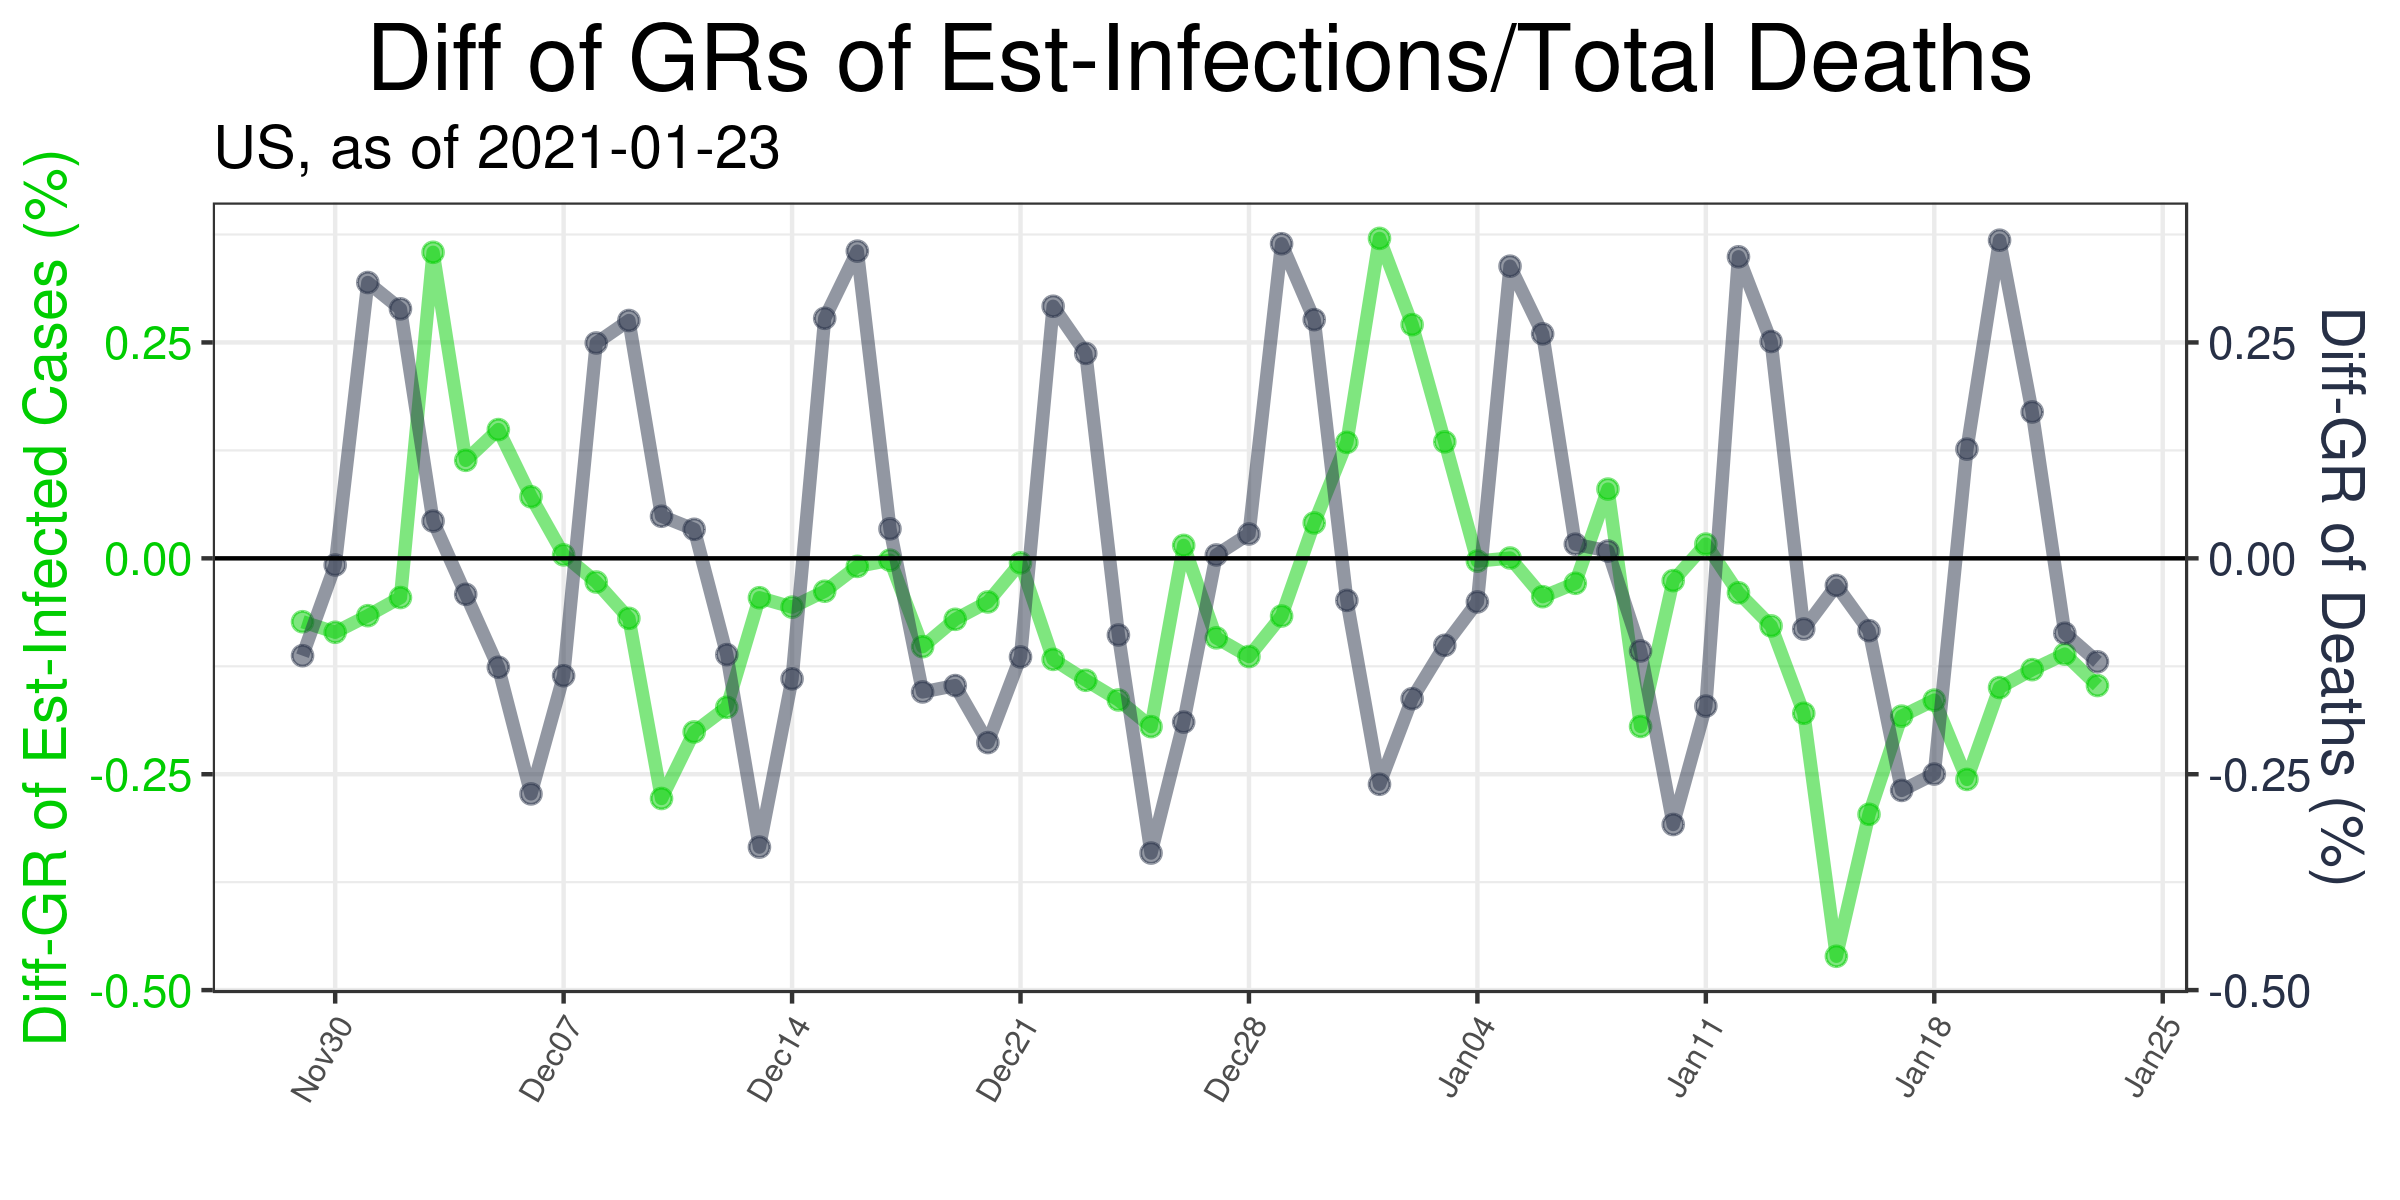 Diff of GRs of Est-Infections/Total Deaths
US, as of 2021-01-23
Diff-GR of Est-Infected Cases (%)
0.25
0.00
-0.25
-0.50
0.25
0.00
-0.25
-0.50
Diff-GR of Deaths (%)
Nov30
Dec07
Dec14
Dec21
Dec28
Jan04
Jan11
Jan18
Jan25